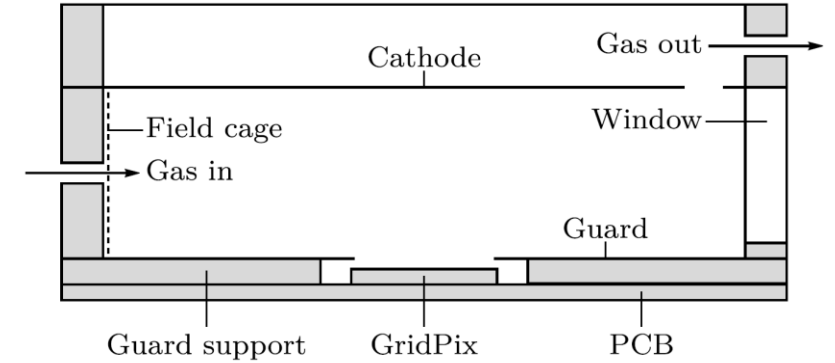 Gas out
Cathode
Window
Field cage
Gas in
Guard
Guard support
GridPix
PCB